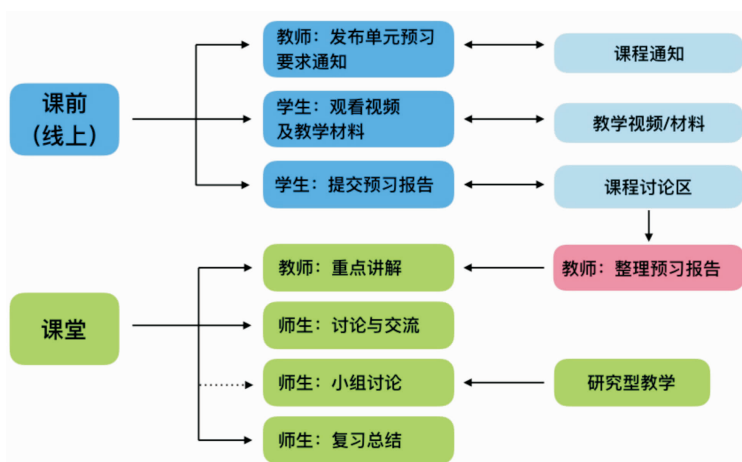 教师：发布单元预习
要求通知
课程通知
课前
（线上）
学生：观看视频
及教学材料
教学视频/材料
学生：提交预习报告
课程讨论区
教师：重点讲解
教师：整理预习报告
课堂
师生：讨论与交流
师生：小组讨论
研究型教学
师生：复习总结